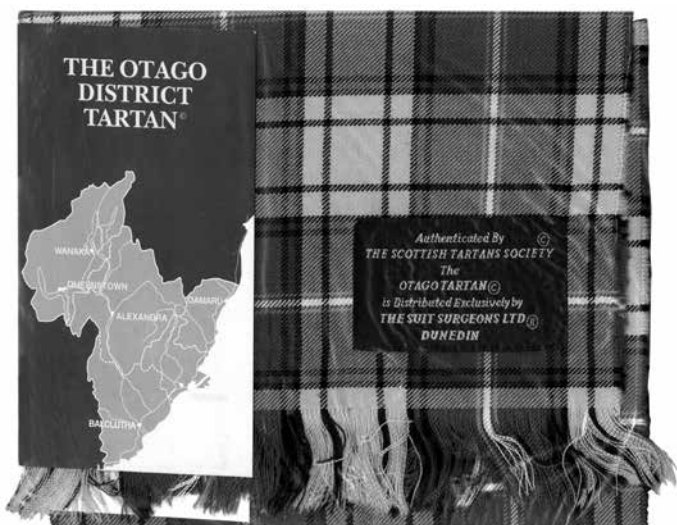 THE OTAGO
DISTRICT
TARTAN©
WANAKA
QUEENSTOWN
OAMARU
ALEXANDRA
BALCLUTHA
Authenticated By ©
THE SCOTTISH TARTANS SOCIETY
The
OTAGO TARTAN ©
is Distributed Exclusively by
THE SUIT SURGEONS LTD ®
DUNEDIN